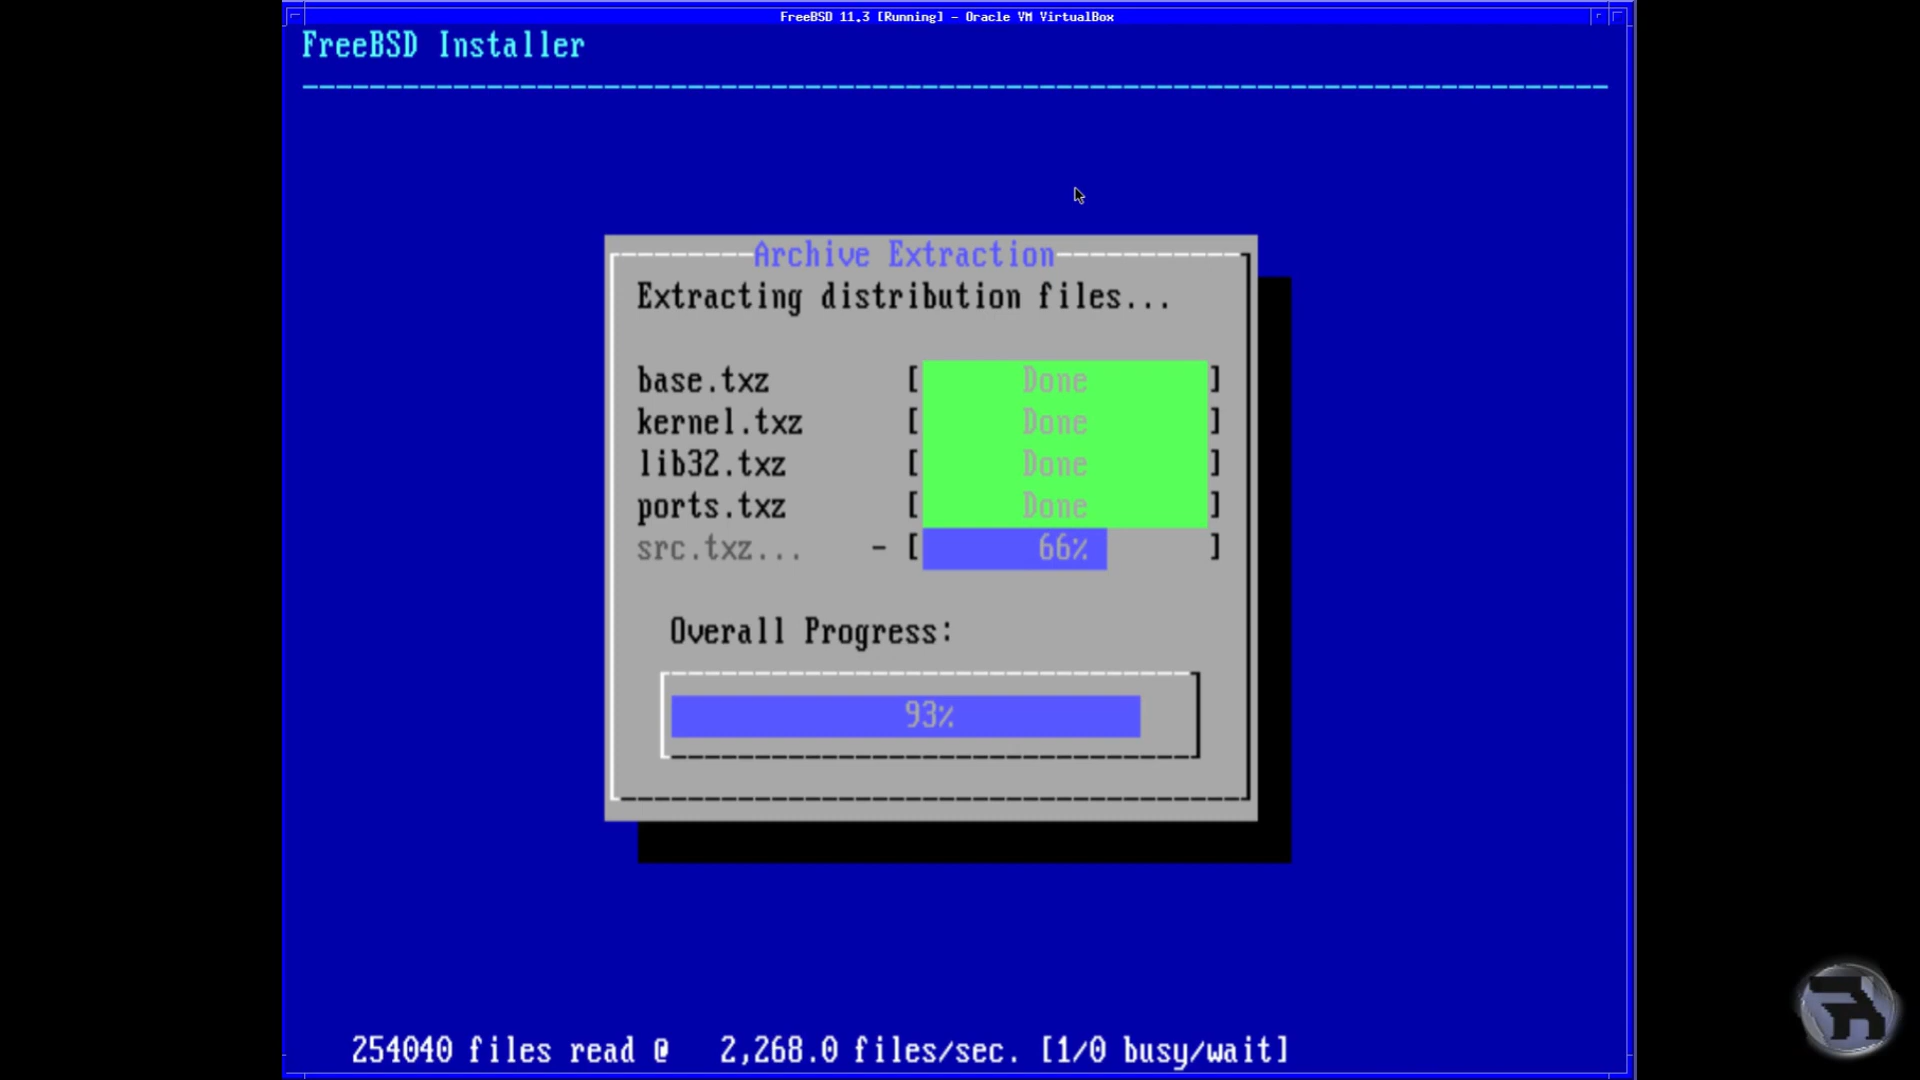 FreeBSD 11.3 [Running] - Oracle VM VirtualBox
FreeBSD Installer
Archive Extraction
Extracting distribution files...
base.txz [ Done ]
kernel.txz [ Done ]
lib32.txz [ Done ]
ports.txz [ Done ]
src.txz... - [ 66% ]
Overall Progress:
93%
254040 files read @ 2,268.0 files/sec. [1/0 busy/wait]